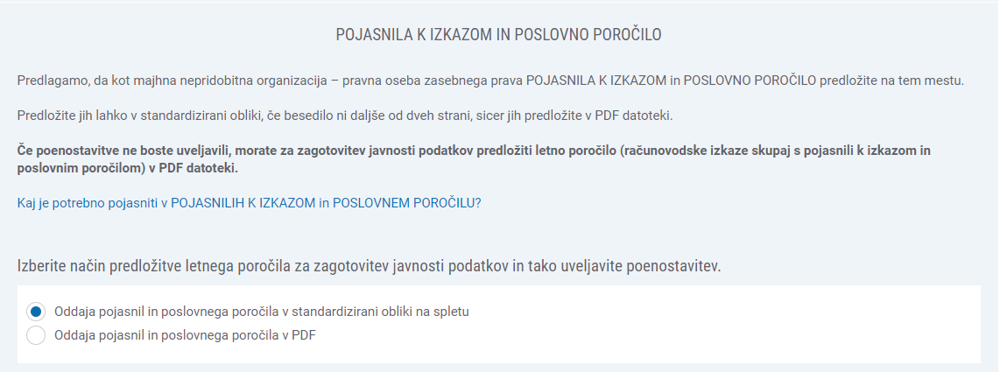 POJASNILA K IZKAZOM IN POSLOVNO POROČILO
Predlagamo, da kot majhna nepridobitna organizacija – pravna oseba zasebnega prava POJASNILA K IZKAZOM in POSLOVNO POROČILO predložite na tem mestu.
Predložite jih lahko v standardizirani obliki, če besedilo ni daljše od dveh strani, sicer jih predložite v PDF datoteki.
Če poenostavitve ne boste uveljavili, morate za zagotovitev javnosti podatkov predložiti letno poročilo (računovodske izkaze skupaj s pojasnili k izkazom in
poslovnim poročilom) v PDF datoteki.
Kaj je potrebno pojasniti v POJASNILIH K IZKAZOM in POSLOVNEM POROČILU?
Izberite način predložitve letnega poročila za zagotovitev javnosti podatkov in tako uveljavite poenostavitev.
Oddaja pojasnil in poslovnega poročila v standardizirani obliki na spletu
Oddaja pojasnil in poslovnega poročila v PDF